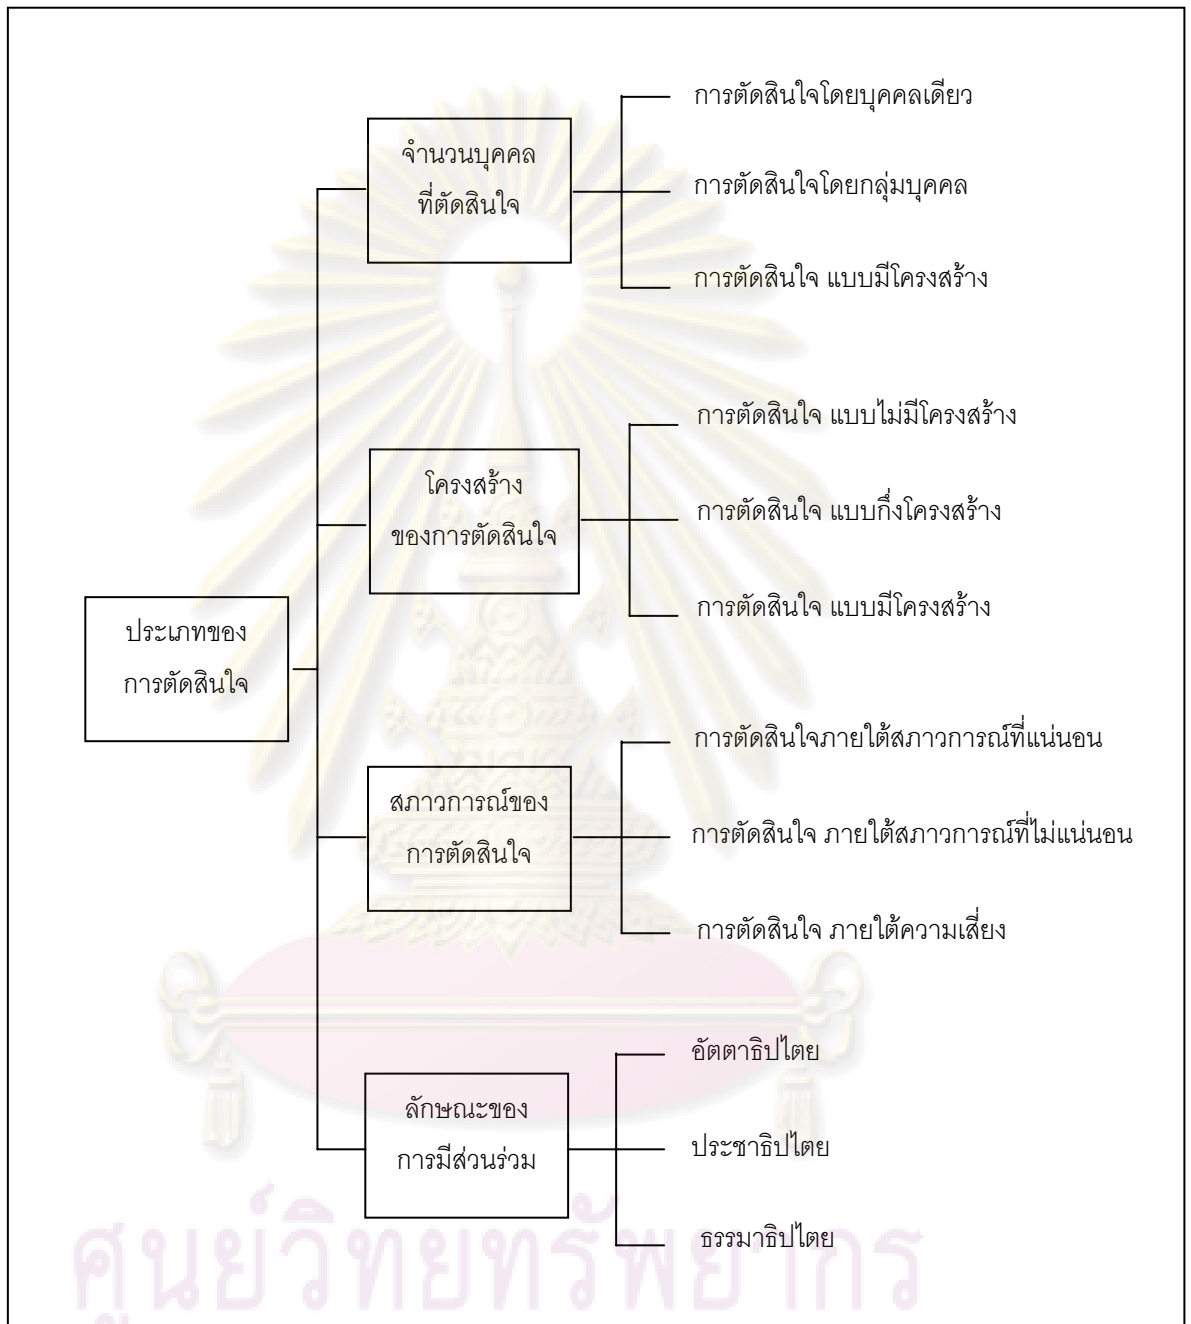 การตัดสินใจโดยบุคคลเดียว
จำนวนบุคคล
ที่ตัดสินใจ
การตัดสินใจโดยกลุ่มบุคคล
การตัดสินใจ แบบมีโครงสร้าง
การตัดสินใจ แบบไม่มีโครงสร้าง
โครงสร้าง
ของการตัดสินใจ
การตัดสินใจ แบบกึ่งโครงสร้าง
การตัดสินใจ แบบมีโครงสร้าง
ประเภทของ
การตัดสินใจ
การตัดสินใจภายใต้สภาวการณ์ที่แน่นอน
สภาวการณ์ของ
การตัดสินใจ
การตัดสินใจ ภายใต้สภาวการณ์ที่ไม่แน่นอน
การตัดสินใจ ภายใต้ความเสี่ยง
อัตตาธิปไตย
ลักษณะของ
การมีส่วนร่วม
ประชาธิปไตย
ธรรมาธิปไตย
ศูนย์วิทยทรัพยากร